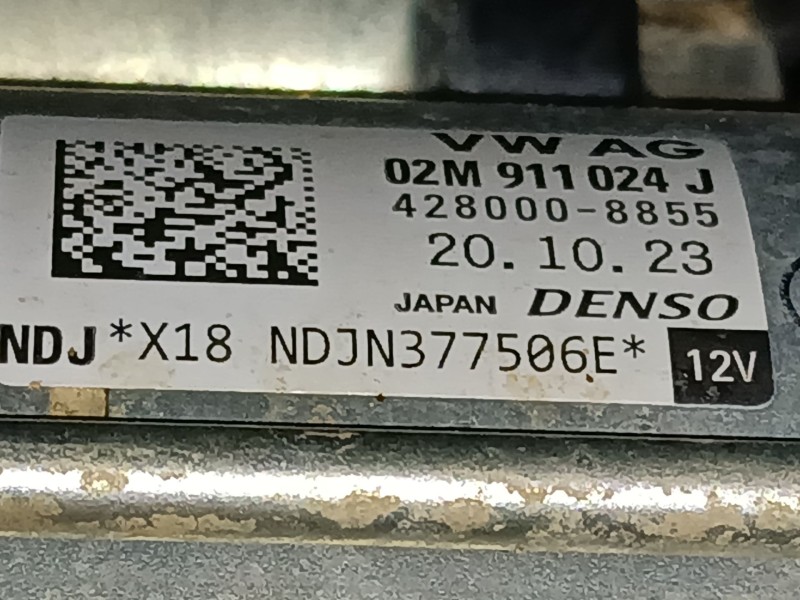 VW AG
02M 911 024 J
428000-8855
20.10.23
JAPAN DENSO
NDJ *X18 NDJN377506E* 12V